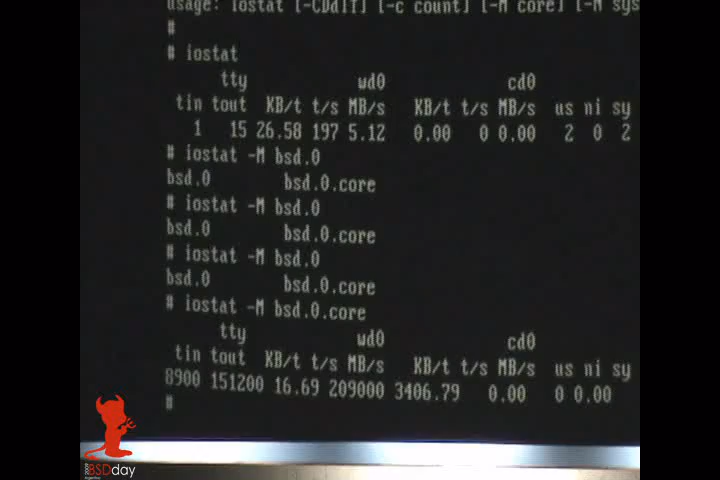 usage: iostat [-CDdIT] [-c count] [-M core] [-N sys
#
# iostat
tty wd0 cd0
tin tout KB/t t/s MB/s KB/t t/s MB/s us ni sy
1 15 26.58 197 5.12 0.00 0 0.00 2 0 2
# iostat -M bsd.0
bsd.0 bsd.0.core
# iostat -M bsd.0
bsd.0 bsd.0.core
# iostat -M bsd.0
bsd.0 bsd.0.core
# iostat -M bsd.0.core
tty wd0 cd0
tin tout KB/t t/s MB/s KB/t t/s MB/s us ni sy
8900 151200 16.69 209000 3406.79 0.00 0 0.00
#
BSDday